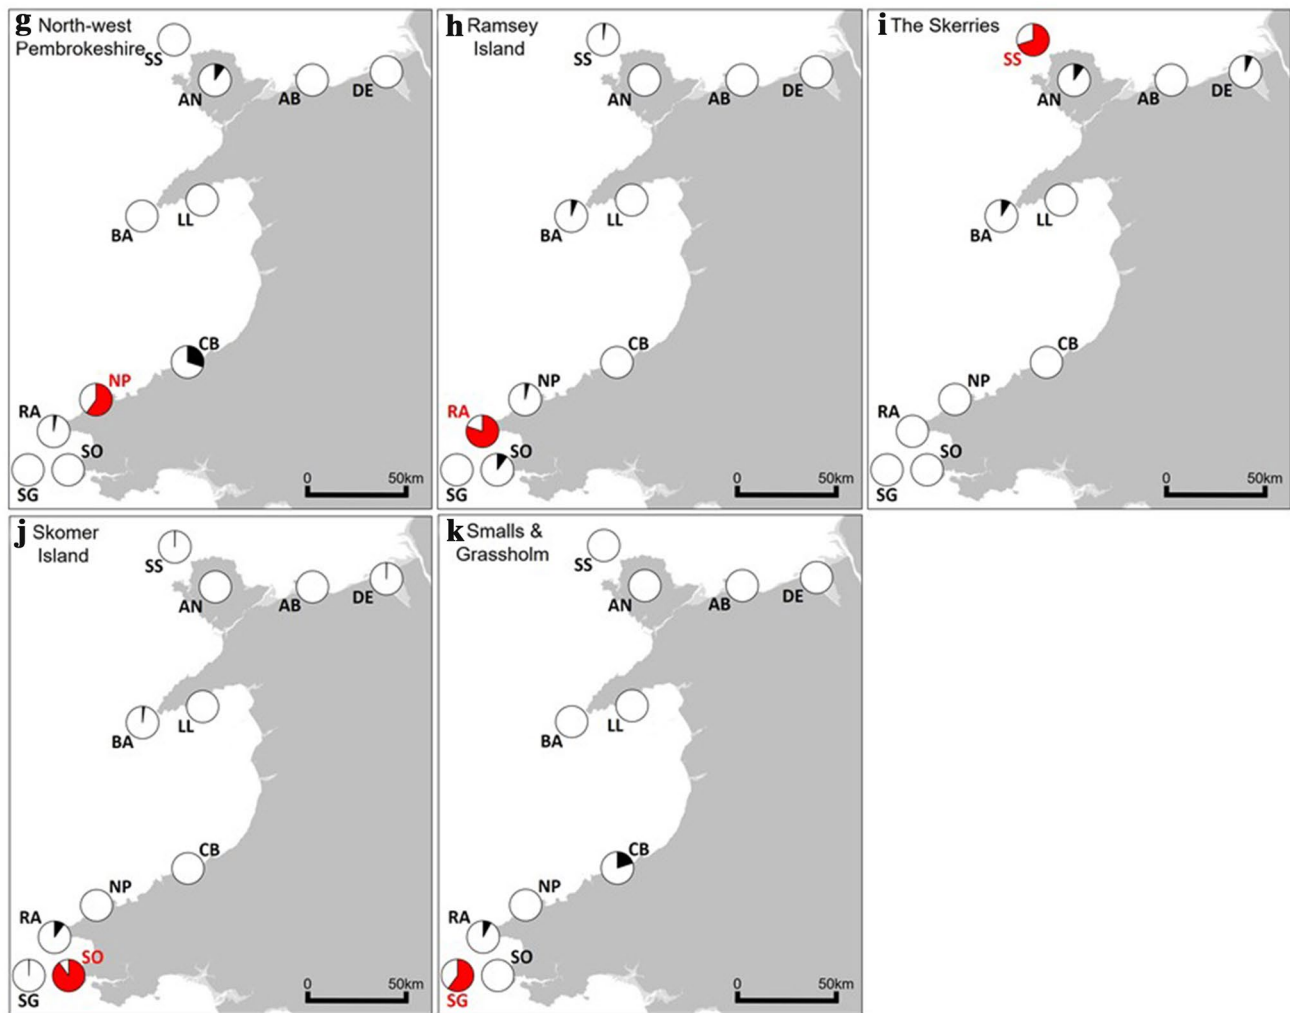 g North-west
Pembrokeshire
SS
AN
AB
DE
BA
LL
CB
NP
RA
SO
SG
0 50km
h Ramsey
Island
SS
AN
AB
DE
BA
LL
CB
NP
RA
SO
SG
0 50km
i The Skerries
SS
AN
AB
DE
BA
LL
CB
NP
RA
SO
SG
0 50km
j Skomer
Island
SS
AN
AB
DE
BA
LL
CB
NP
RA
SO
SG
0 50km
k Smalls &
Grassholm
SS
AN
AB
DE
BA
LL
CB
NP
RA
SO
SG
0 50km